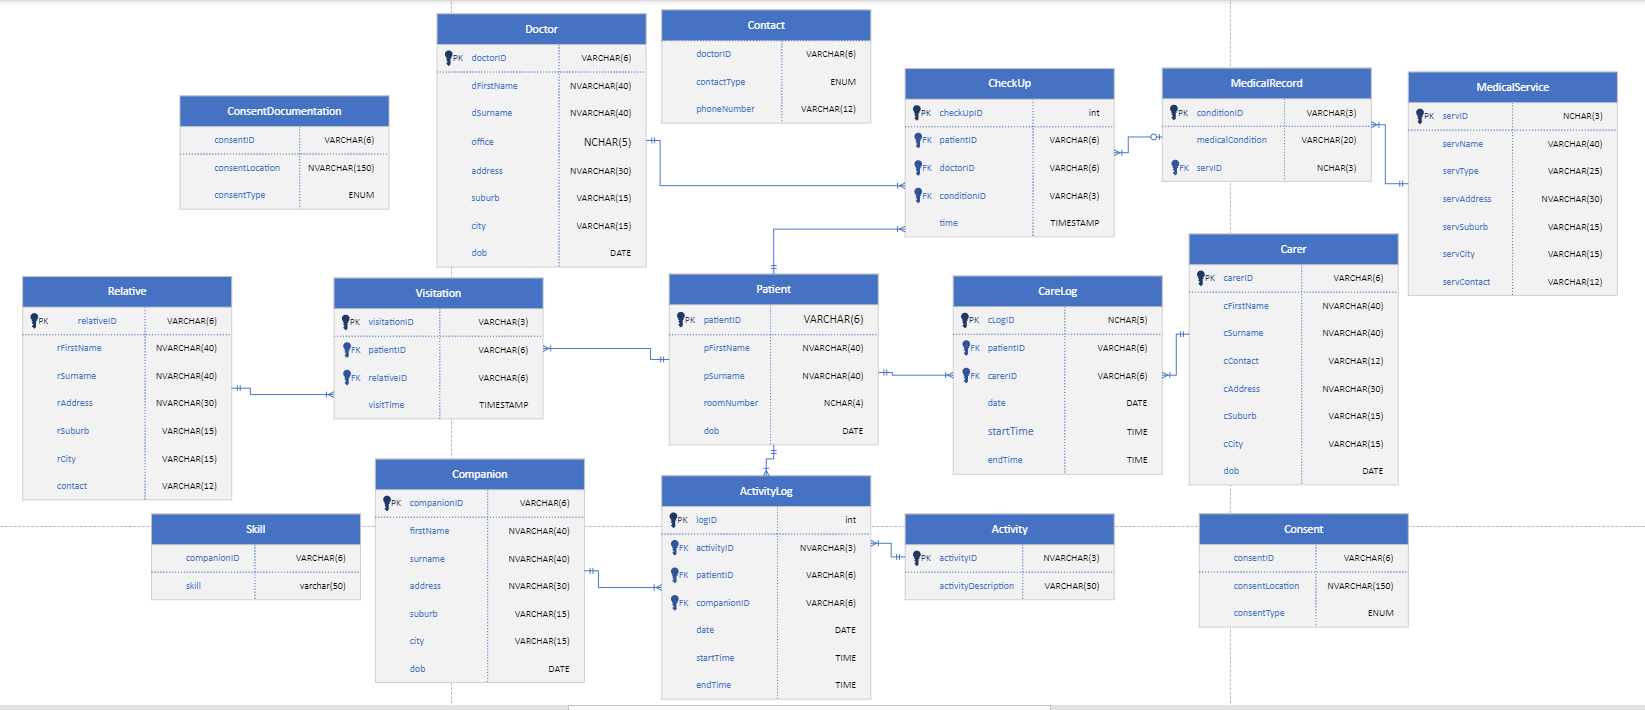 Doctor
PK doctorID VARCHAR(6)
dFirstName NVARCHAR(40)
dSurname NVARCHAR(40)
office NCHAR(5)
address NVARCHAR(30)
suburb VARCHAR(15)
city VARCHAR(15)
dob DATE
Contact
doctorID VARCHAR(6)
contactType ENUM
phoneNumber VARCHAR(12)
ConsentDocumentation
consentID VARCHAR(6)
consentLocation NVARCHAR(150)
consentType ENUM
CheckUp
PK checkUpID int
FK patientID VARCHAR(6)
FK doctorID VARCHAR(6)
FK conditionID VARCHAR(3)
time TIMESTAMP
MedicalRecord
PK conditionID VARCHAR(3)
medicalCondition VARCHAR(20)
FK servID NCHAR(3)
MedicalService
PK servID NCHAR(3)
servName VARCHAR(40)
servType VARCHAR(25)
servAddress NVARCHAR(30)
servSuburb VARCHAR(15)
servCity VARCHAR(15)
servContact VARCHAR(12)
Relative
PK relativeID VARCHAR(6)
rFirstName NVARCHAR(40)
rSurname NVARCHAR(40)
rAddress NVARCHAR(30)
rSuburb VARCHAR(15)
rCity VARCHAR(15)
contact VARCHAR(12)
Visitation
PK visitationID VARCHAR(3)
FK patientID VARCHAR(6)
FK relativeID VARCHAR(6)
visitTime TIMESTAMP
Patient
PK patientID VARCHAR(6)
pFirstName NVARCHAR(40)
pSurname NVARCHAR(40)
roomNumber NCHAR(4)
dob DATE
CareLog
PK cLogID NCHAR(5)
FK patientID VARCHAR(6)
FK carerID VARCHAR(6)
date DATE
startTime TIME
endTime TIME
Carer
PK carerID VARCHAR(6)
cFirstName NVARCHAR(40)
cSurname NVARCHAR(40)
cContact VARCHAR(12)
cAddress NVARCHAR(30)
cSuburb VARCHAR(15)
cCity VARCHAR(15)
dob DATE
Skill
companionID VARCHAR(6)
skill varchar(50)
Companion
PK companionID VARCHAR(6)
firstName NVARCHAR(40)
surname NVARCHAR(40)
address NVARCHAR(30)
suburb VARCHAR(15)
city VARCHAR(15)
dob DATE
ActivityLog
PK logID int
FK activityID NVARCHAR(3)
FK patientID VARCHAR(6)
FK companionID VARCHAR(6)
date DATE
startTime TIME
endTime TIME
Activity
PK activityID NVARCHAR(3)
activityDescription VARCHAR(50)
Consent
consentID VARCHAR(6)
consentLocation NVARCHAR(150)
consentType ENUM